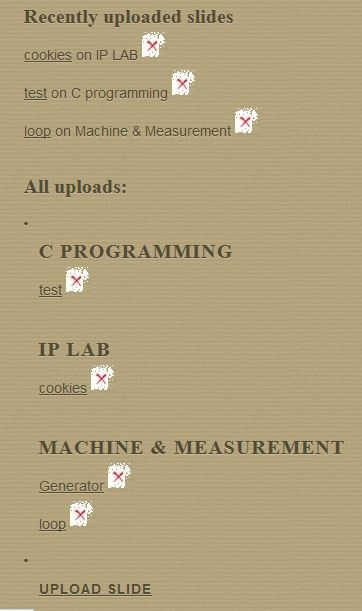 Recently uploaded slides
cookies on IP LAB
test on C programming
loop on Machine & Measurement
All uploads:
C PROGRAMMING
test
IP LAB
cookies
MACHINE & MEASUREMENT
Generator
loop
UPLOAD SLIDE